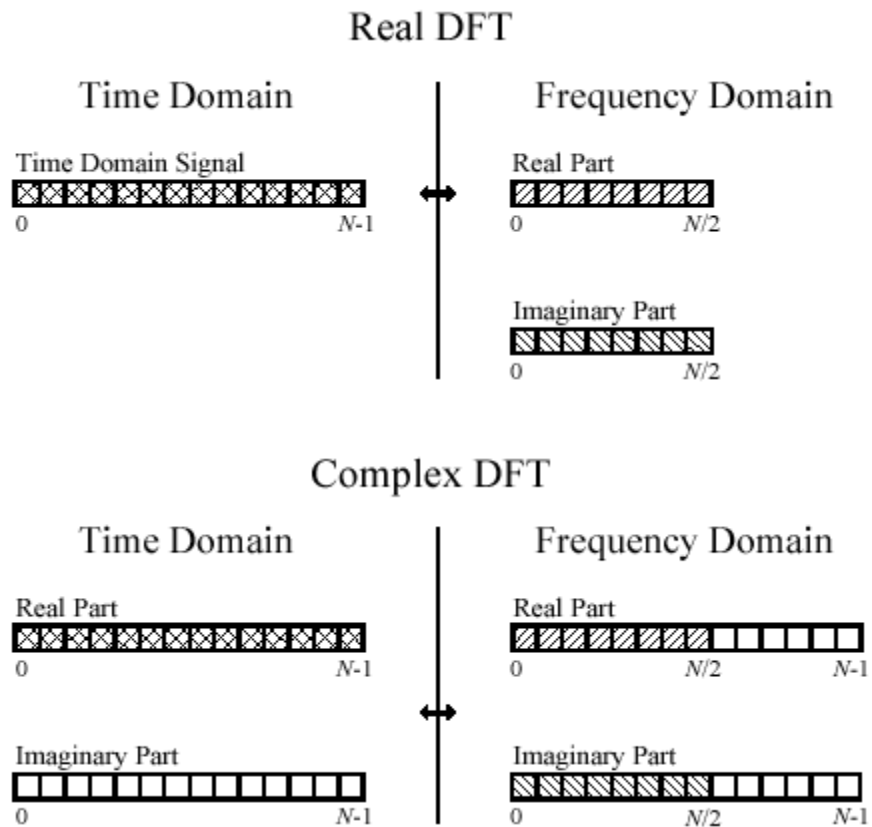 Real DFT
Time Domain
Frequency Domain
Time Domain Signal
0
N-1
Real Part
0
N/2
Imaginary Part
0
N/2
Complex DFT
Time Domain
Frequency Domain
Real Part
0
N-1
Real Part
0
N/2
N-1
Imaginary Part
0
N-1
Imaginary Part
0
N/2
N-1